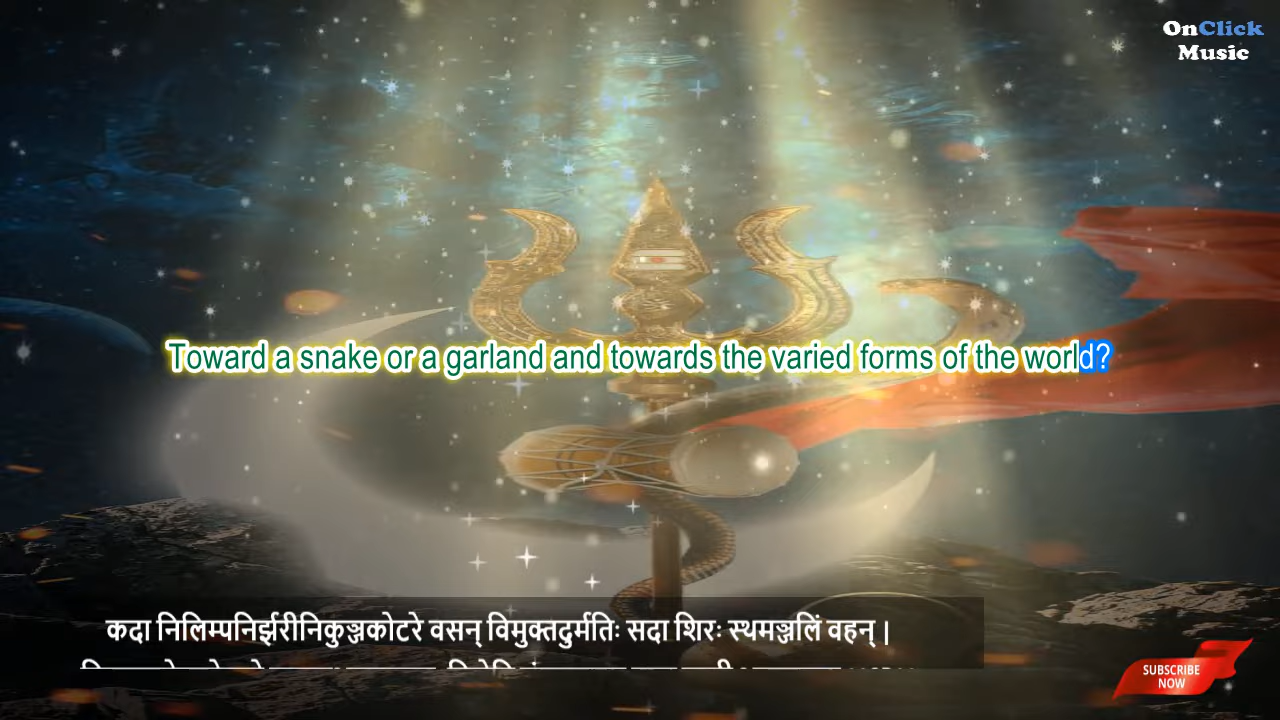 OnClick
Music
Toward a snake or a garland and towards the varied forms of the world?
कदा निलिम्पनिर्झरीनिकुञ्जकोटरे वसन् विमुक्तदुर्मतिः सदा शिरः स्थमञ्जलिं वहन् |
SUBSCRIBE
NOW